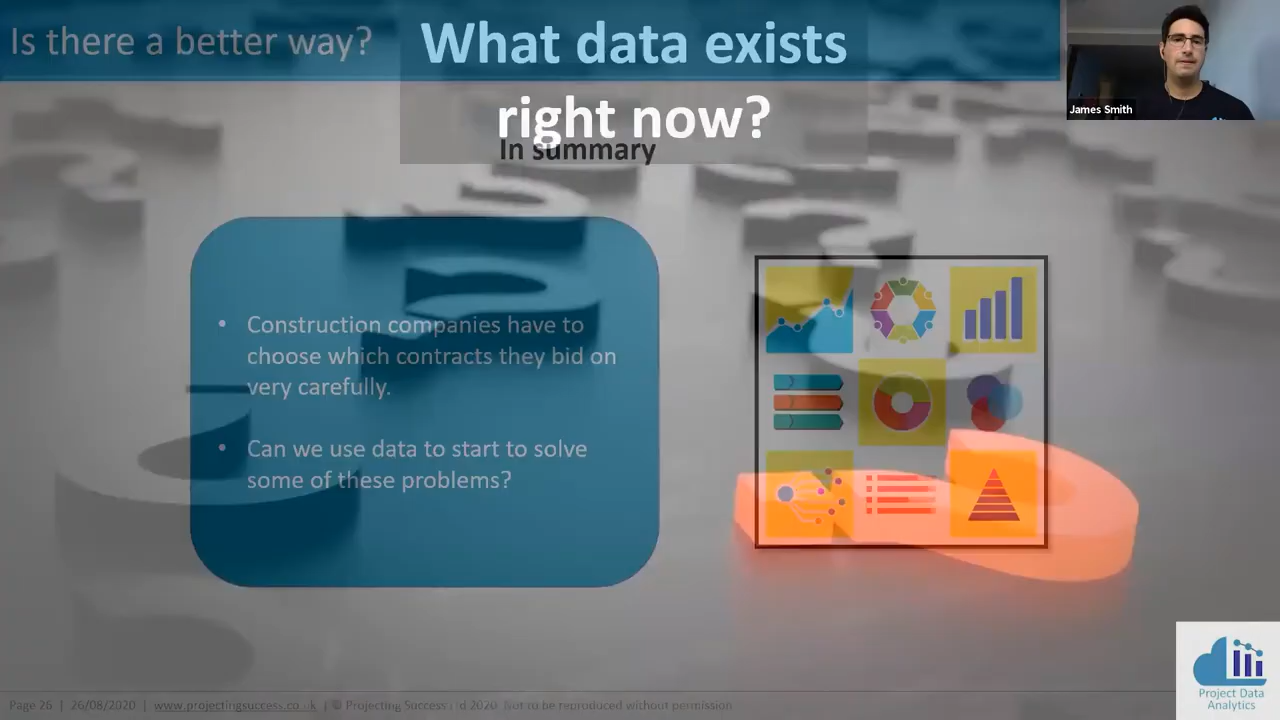 Is there a better way?
What data exists
right now?
In summary
James Smith
• Construction companies have to
choose which contracts they bid on
very carefully.
• Can we use data to start to solve
some of these problems?
Page 26 | 26/08/2020 | www.projectingsuccess.co.uk | © Projecting Success Ltd 2020. Not to be reproduced without permission
Project Data
Analytics